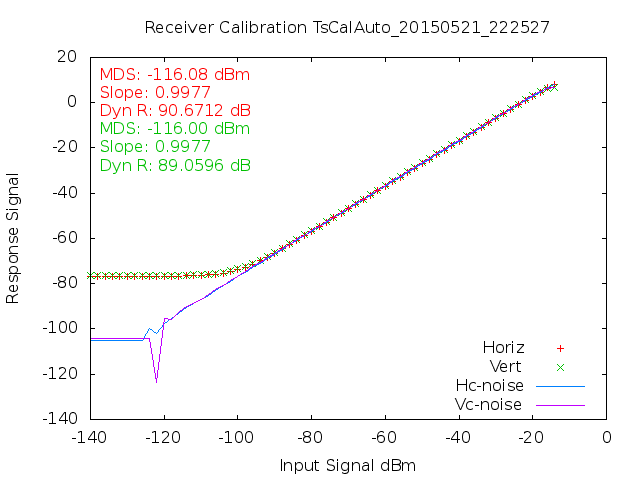 Receiver Calibration TsCalAuto_20150521_222527
20
MDS: -116.08 dBm
Slope: 0.9977
Dyn R: 90.6712 dB
MDS: -116.00 dBm
Slope: 0.9977
Dyn R: 89.0596 dB
0
-20
-40
-60
-80
-100
-120
-140
Response Signal
Horiz
Vert
Hc-noise
Vc-noise
-140 -120 -100 -80 -60 -40 -20 0
Input Signal dBm